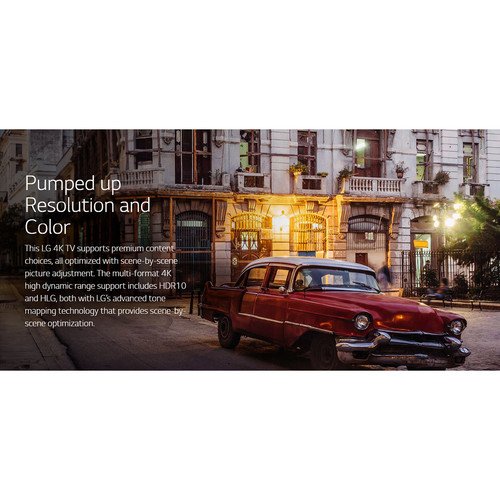 Pumped up
Resolution and
Color
This LG 4K TV supports premium content
choices, all optimized with scene-by-scene
picture adjustment. The multi-format 4K
high dynamic range support includes HDR10
and HLG, both with LG's advanced tone
mapping technology that provides scene-by-
scene optimization.